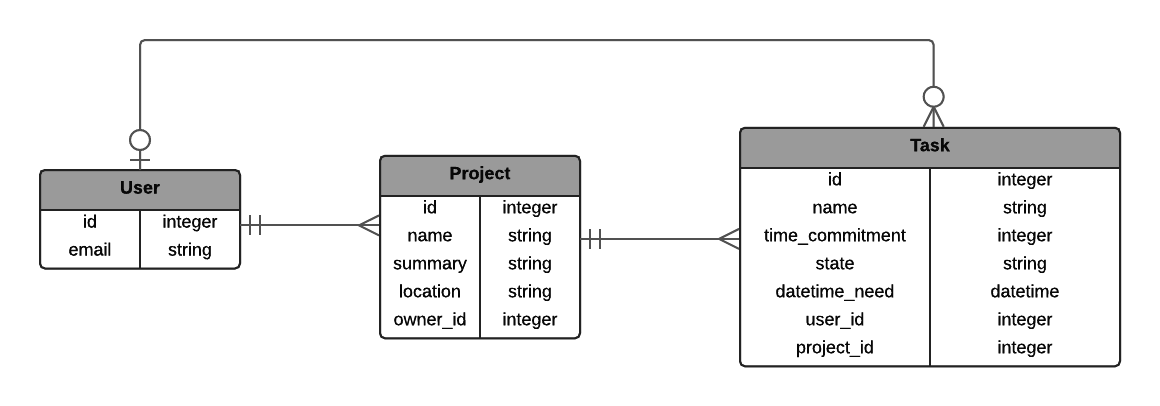 User
id integer
email string
Project
id integer
name string
summary string
location string
owner_id integer
Task
id integer
name string
time_commitment integer
state string
datetime_need datetime
user_id integer
project_id integer